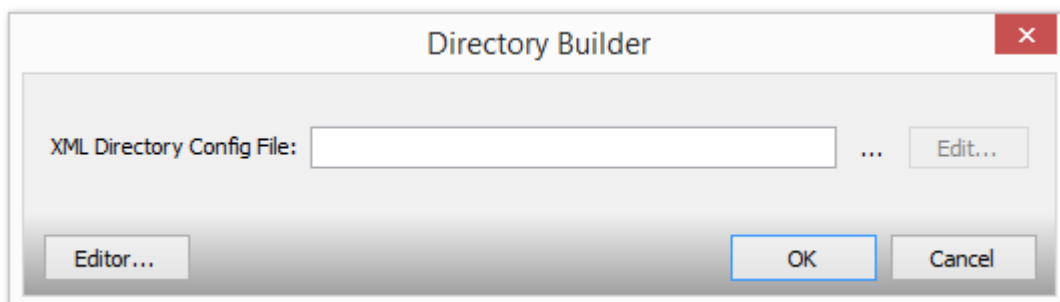 Directory Builder
XML Directory Config File: ... Edit...
Editor... OK Cancel